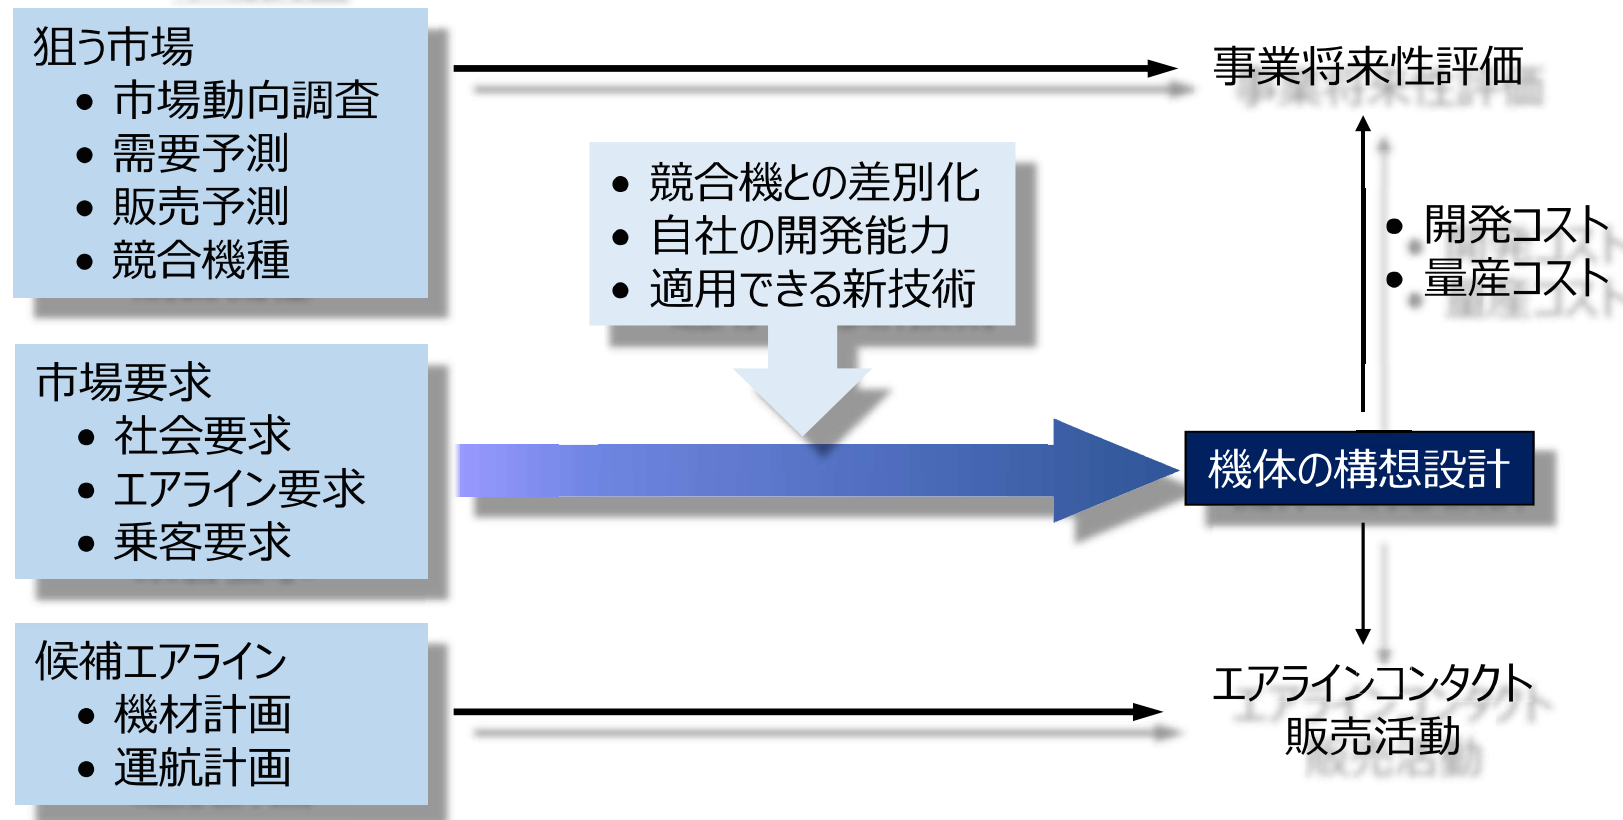 狙う市場
● 市場動向調査
● 需要予測
● 販売予測
● 競合機種
事業将来性評価
● 競合機との差別化
● 自社の開発能力
● 適用できる新技術
● 開発コスト
● 量産コスト
市場要求
● 社会要求
● エアライン要求
● 乗客要求
機体の構想設計
候補エアライン
● 機材計画
● 運航計画
エアラインコンタクト
販売活動